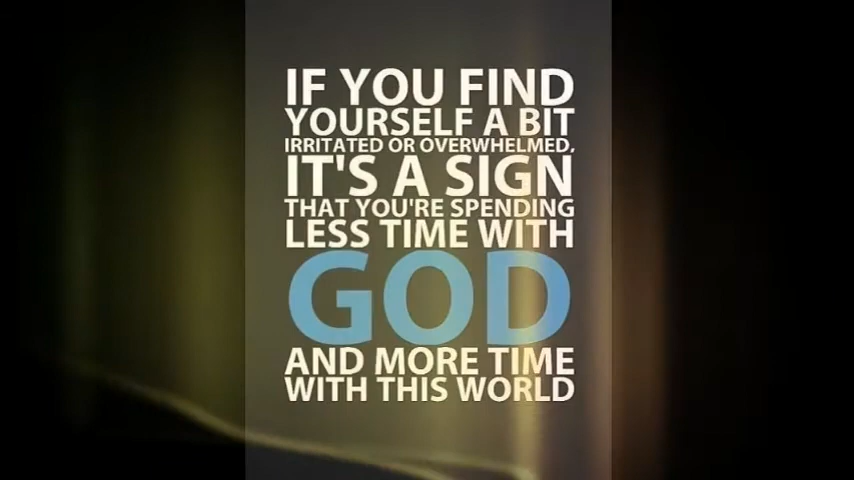 IF YOU FIND
YOURSELF A BIT
IRRITATED OR OVERWHELMED,
IT'S A SIGN
THAT YOU'RE SPENDING
LESS TIME WITH
GOD
AND MORE TIME
WITH THIS WORLD